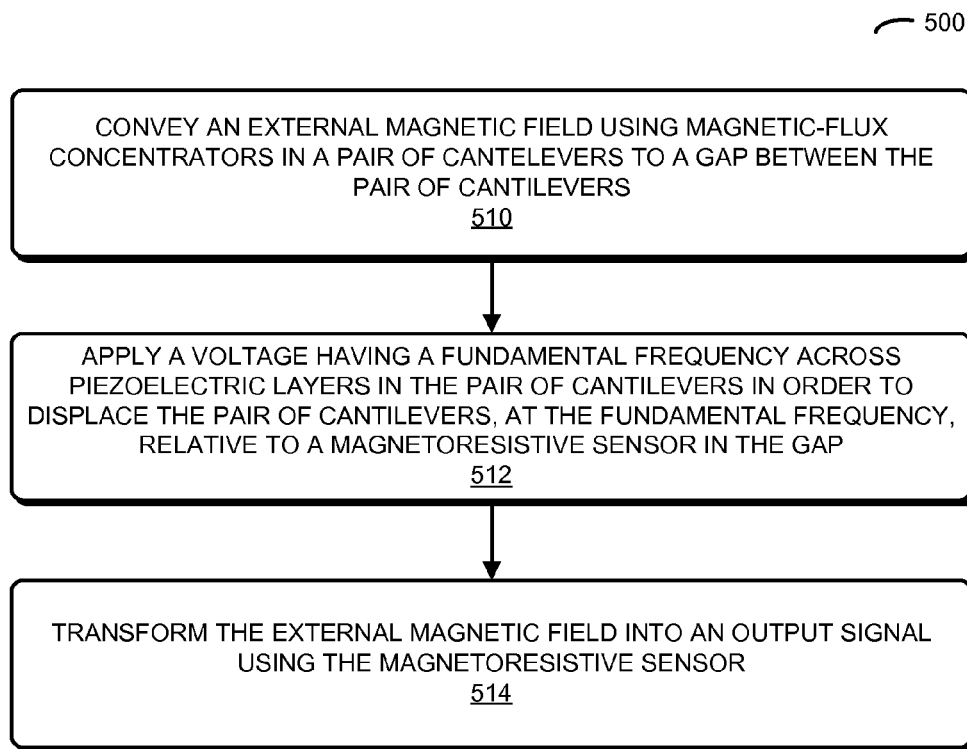 500
CONVEY AN EXTERNAL MAGNETIC FIELD USING MAGNETIC-FLUX
CONCENTRATORS IN A PAIR OF CANTELEVERS TO A GAP BETWEEN THE
PAIR OF CANTILEVERS
510
APPLY A VOLTAGE HAVING A FUNDAMENTAL FREQUENCY ACROSS
PIEZOELECTRIC LAYERS IN THE PAIR OF CANTILEVERS IN ORDER TO
DISPLACE THE PAIR OF CANTILEVERS, AT THE FUNDAMENTAL FREQUENCY,
RELATIVE TO A MAGNETORESISTIVE SENSOR IN THE GAP
512
TRANSFORM THE EXTERNAL MAGNETIC FIELD INTO AN OUTPUT SIGNAL
USING THE MAGNETORESISTIVE SENSOR
514